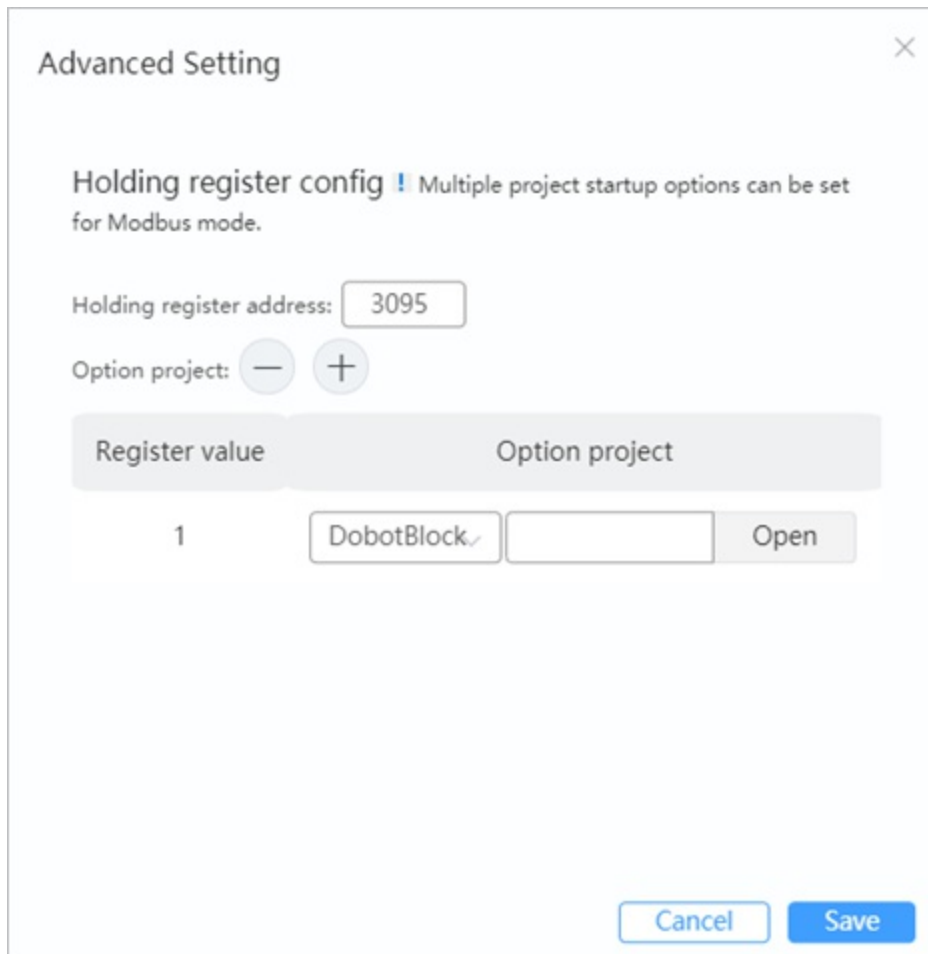 Advanced Setting
Holding register config ! Multiple project startup options can be set
for Modbus mode.
Holding register address: 3095
Option project: — +
Register value Option project
1 DobotBlock Open
Cancel Save